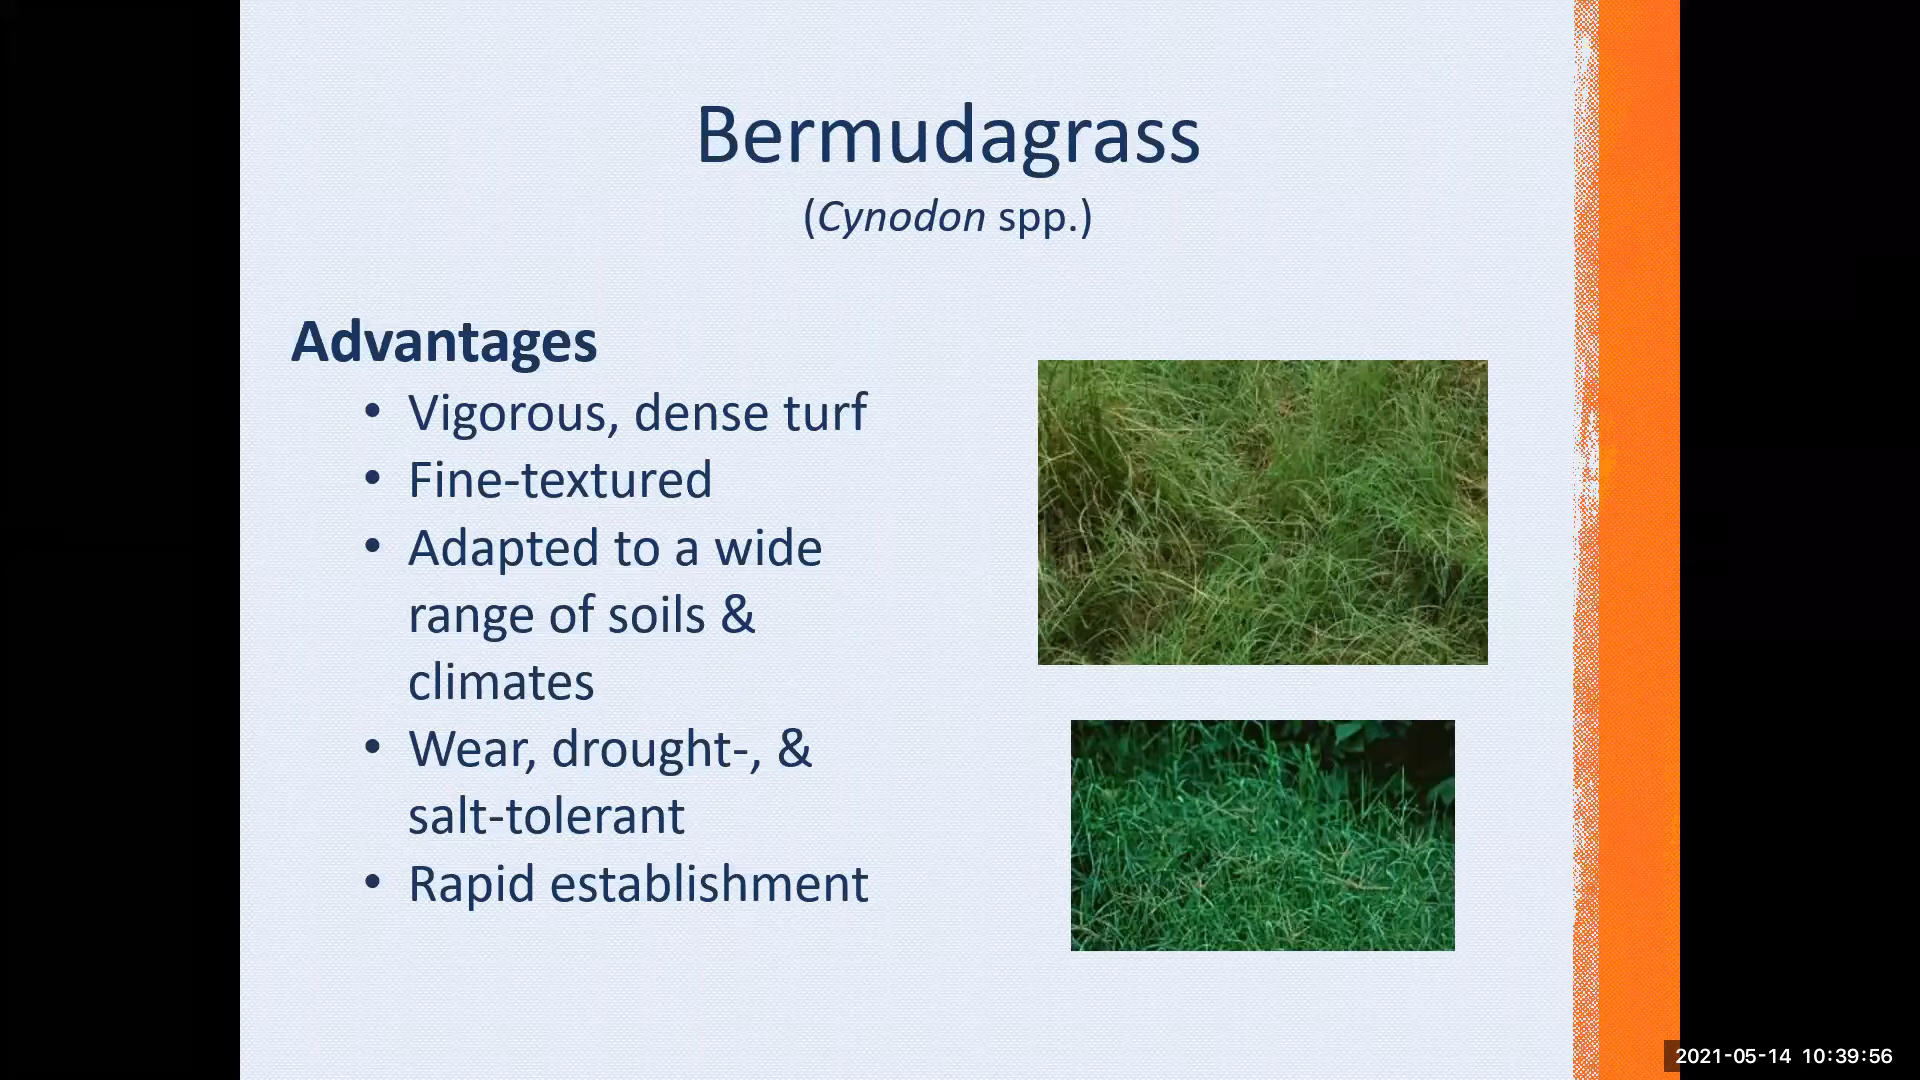 Bermudagrass
(Cynodon spp.)
Advantages
• Vigorous, dense turf
• Fine-textured
• Adapted to a wide
range of soils &
climates
• Wear, drought-, &
salt-tolerant
• Rapid establishment
2021-05-14 10:39:56